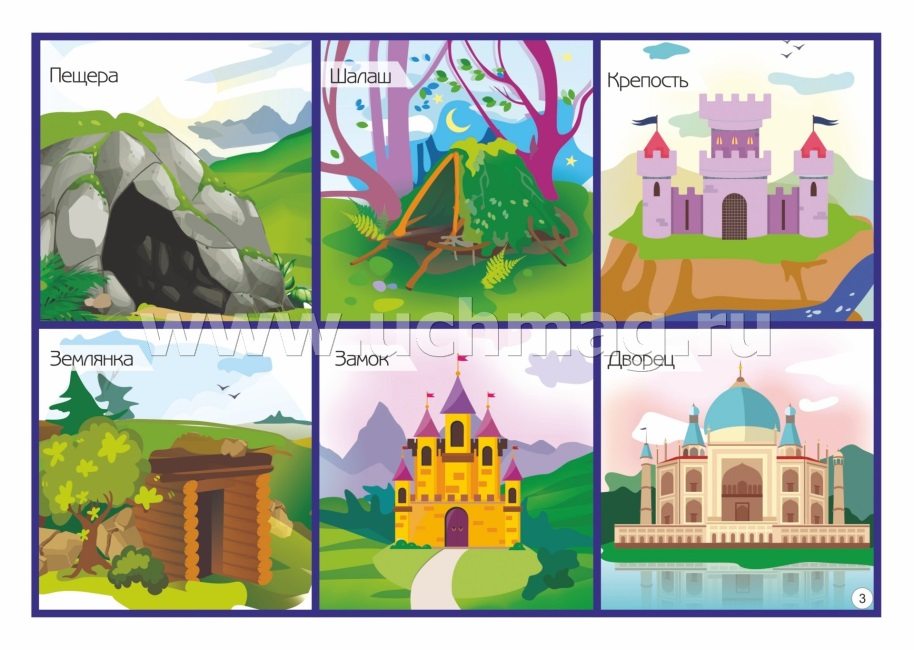 Пещера
Шалаш
Крепость
www.uchmag.ru
Землянка
Замок
Дворец
3